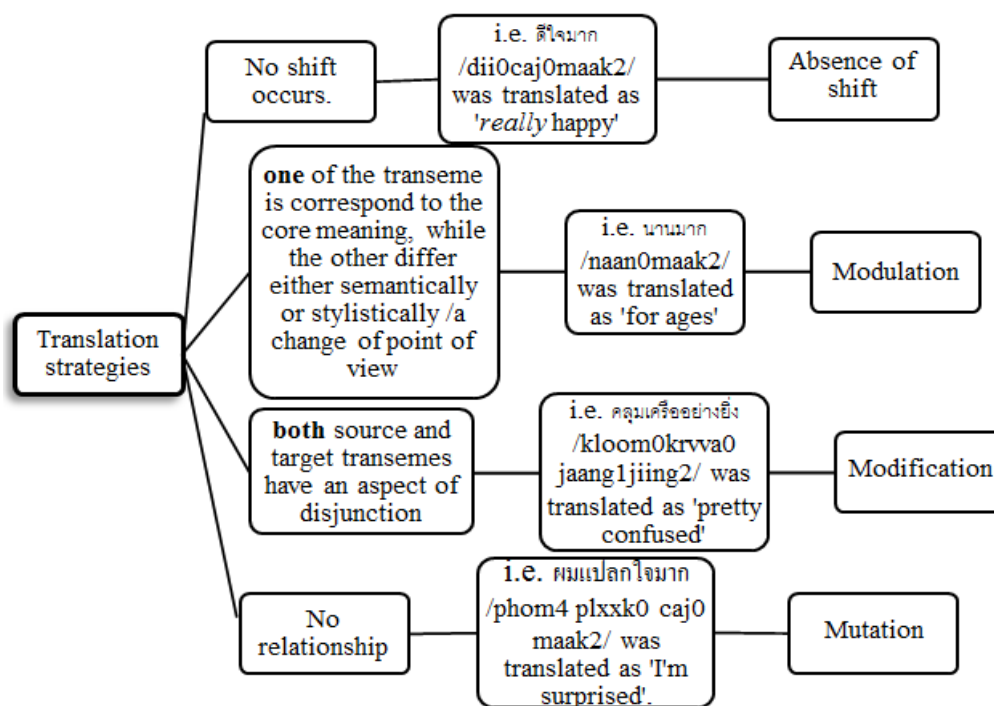 Translation
strategies
No shift
occurs.
i.e. ดีใจมาก
/dii0caj0maak2/
was translated as
'really happy'
Absence of
shift
one of the transeme
is correspond to the
core meaning, while
the other differ
either semantically
or stylistically /a
change of point of
view
i.e. นานมาก
/naan0maak2/
was translated
as 'for ages'
Modulation
both source and
target transemes
have an aspect of
disjunction
i.e. คลุมเครืออย่างยิ่ง
/kloom0krvva0
jaang1jiing2/ was
translated as 'pretty
confused'
Modification
No
relationship
i.e. ผมแปลกใจมาก
/phom4 plxxk0 caj0
maak2/ was
translated as 'I'm
surprised'.
Mutation